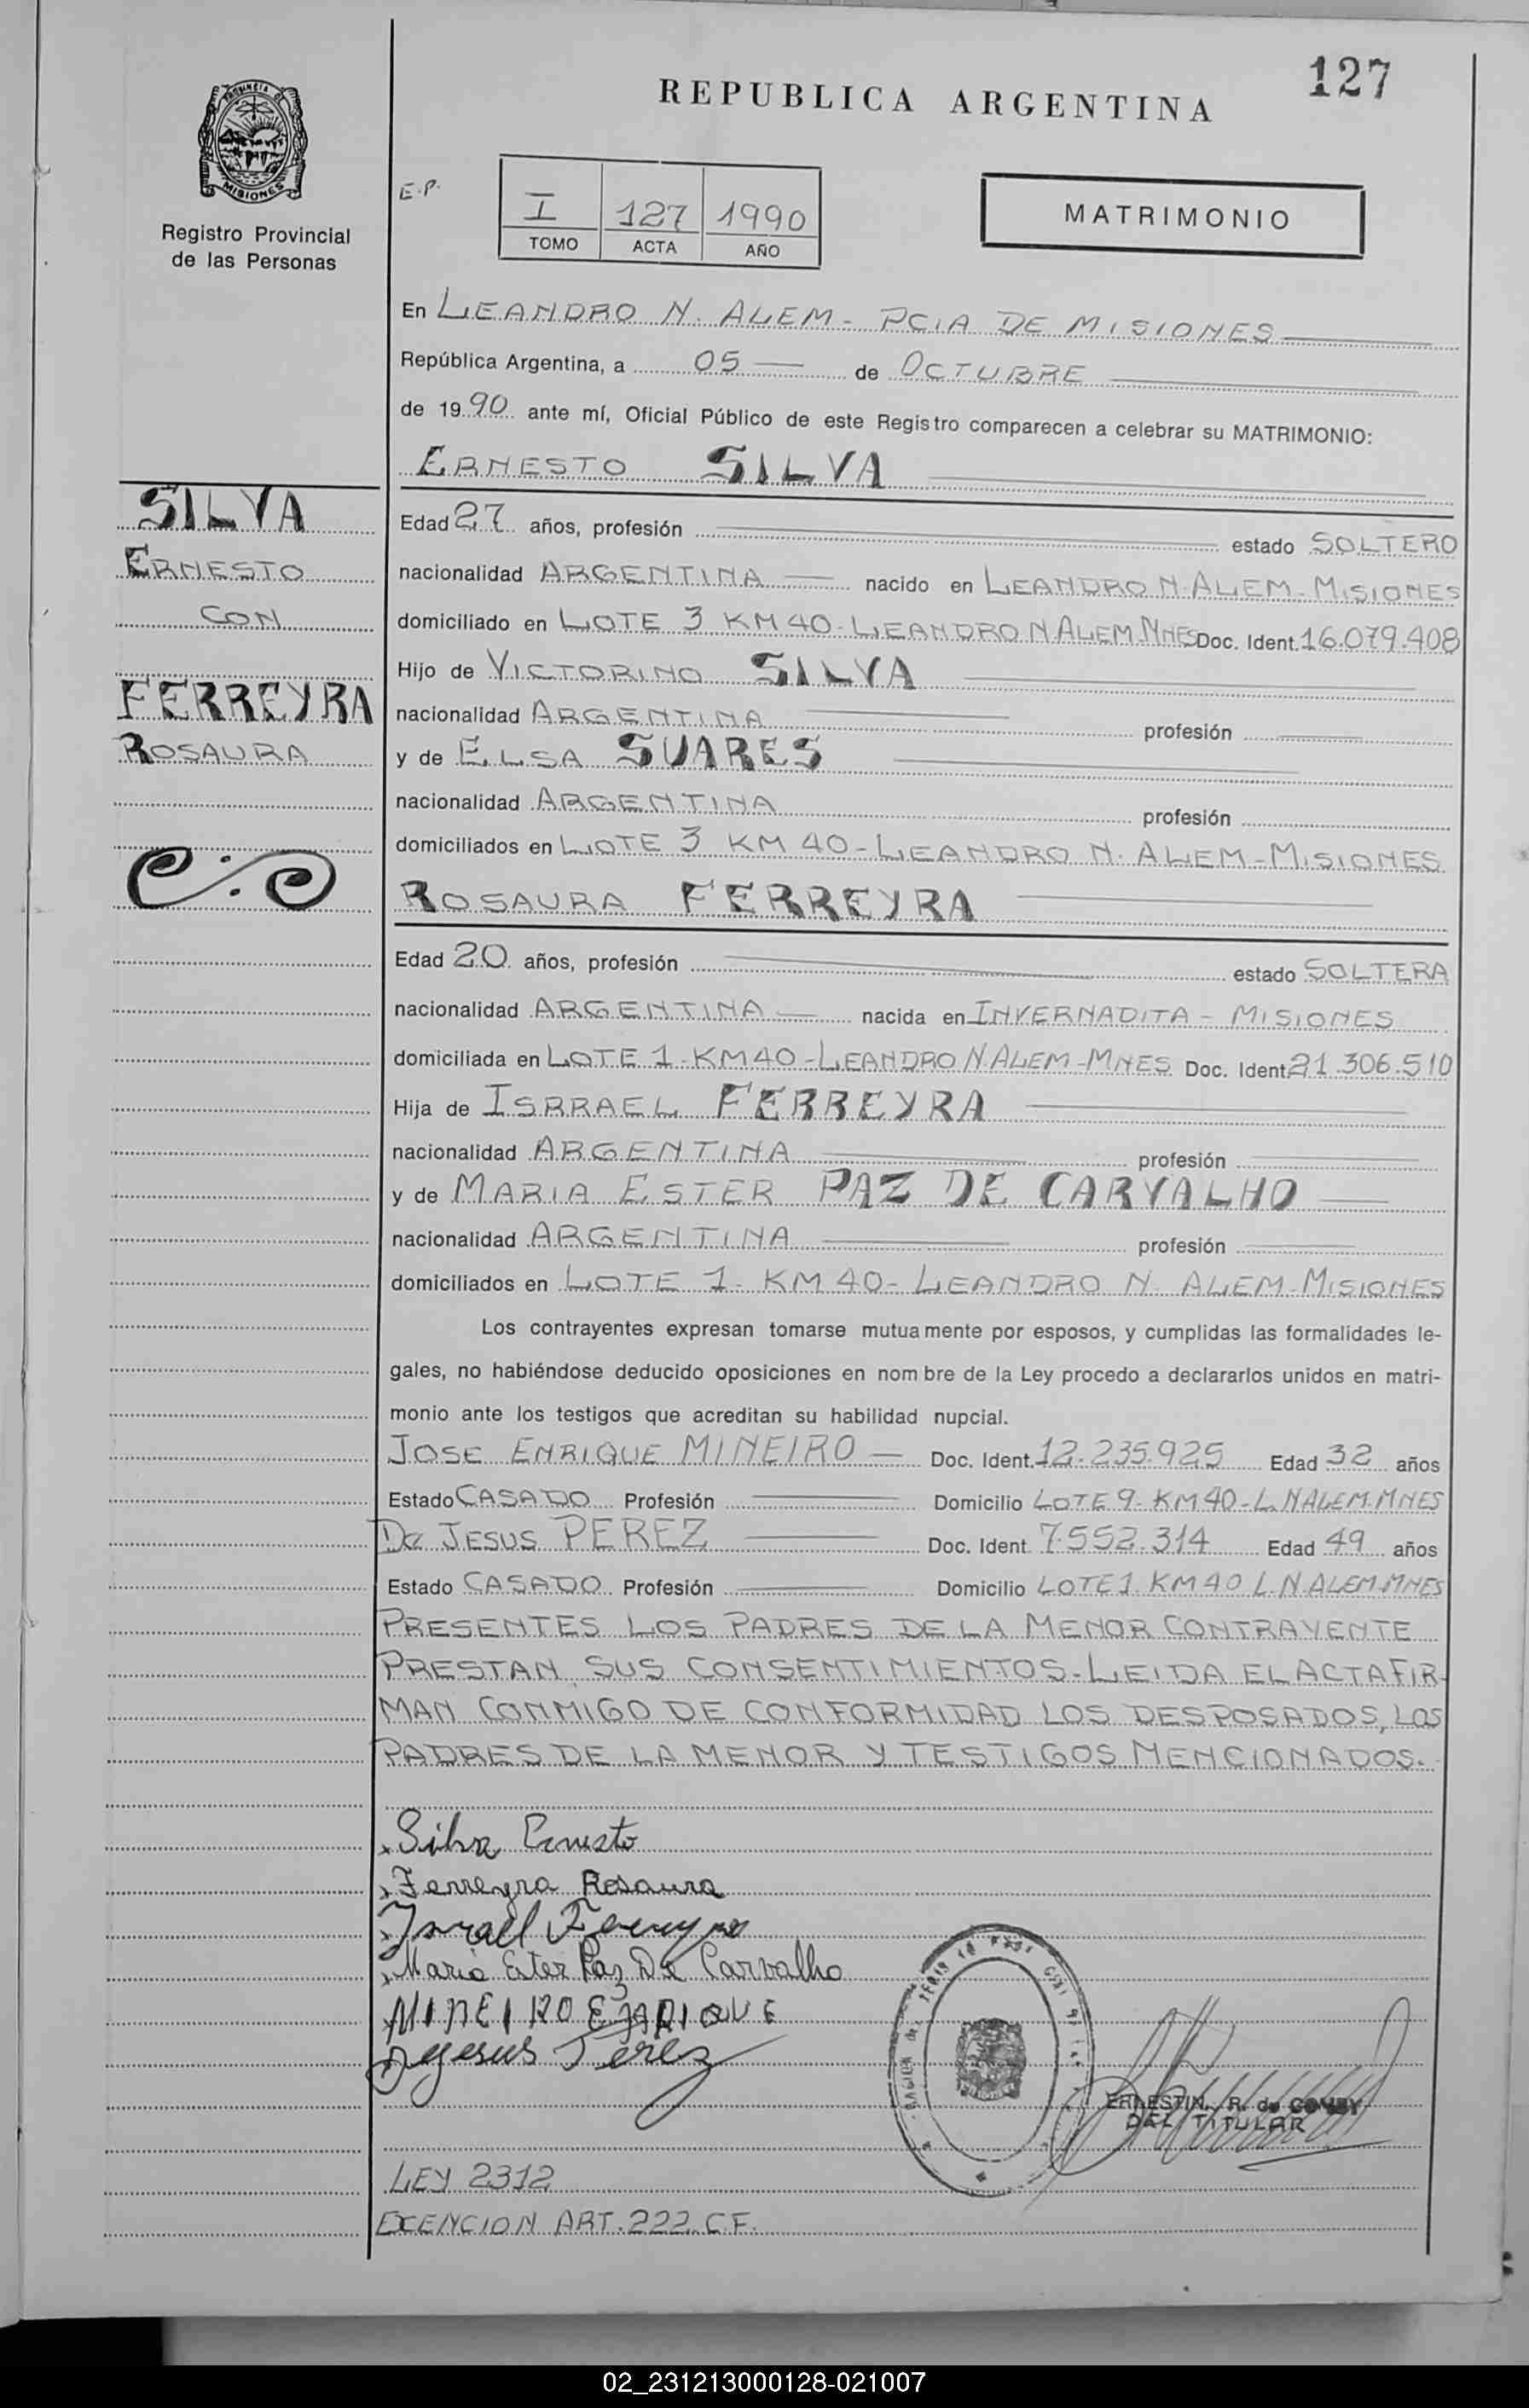 127
REPUBLICA ARGENTINA
PROVINCIA DE
MISIONES
Registro Provincial
de las Personas
E.P.
I 127 1990
TOMO ACTA AÑO
MATRIMONIO
En LEANDRO N. ALEM - PCIA DE MISIONES
República Argentina, a 05 de OCTUBRE
de 1990 ante mí, Oficial Público de este Registro comparecen a celebrar su MATRIMONIO:
ERNESTO SILVA
SILVA
ERNESTO
CON
FERREYRA
ROSAURA
Edad 27 años, profesión estado SOLTERO
nacionalidad ARGENTINA nacido en LEANDRO N. ALEM - MISIONES
domiciliado en LOTE 3 KM 40 - LEANDRO N ALEM MNES Doc. Ident. 16.079.408
Hijo de VICTORINO SILVA
nacionalidad ARGENTINA profesión
y de ELSA SUARES
nacionalidad ARGENTINA profesión
domiciliados en LOTE 3 KM 40 - LEANDRO N. ALEM - MISIONES
ROSAURA FERREYRA
Edad 20 años, profesión estado SOLTERA
nacionalidad ARGENTINA nacida en INVERNADITA - MISIONES
domiciliada en LOTE 1 - KM 40 - LEANDRO N. ALEM - MNES Doc. Ident 21.306.510
Hija de ISRRAEL FERREYRA
nacionalidad ARGENTINA profesión
y de MARIA ESTER PAZ DE CARVALHO
nacionalidad ARGENTINA profesión
domiciliados en LOTE 1 - KM 40 - LEANDRO N. ALEM - MISIONES
Los contrayentes expresan tomarse mutuamente por esposos, y cumplidas las formalidades le-
gales, no habiéndose deducido oposiciones en nombre de la Ley procedo a declararlos unidos en matri-
monio ante los testigos que acreditan su habilidad nupcial.
JOSE ENRIQUE MINEIRO Doc. Ident. 12.235.925 Edad 32 años
Estado CASADO Profesión Domicilio LOTE 9 - KM 40 - L. N ALEM. MNES
De JESUS PEREZ Doc. Ident. 7.552.314 Edad 49 años
Estado CASADO Profesión Domicilio LOTE 1 KM 40 L. N. ALEM. MNES
PRESENTES LOS PADRES DE LA MENOR CONTRAYENTE
PRESTAN SUS CONSENTIMIENTOS. LEIDA EL ACTA FIR-
MAN CONMIGO DE CONFORMIDAD LOS DESPOSADOS, LOS
PADRES DE LA MENOR Y TESTIGOS MENCIONADOS.
Silva Ernesto
Ferreyra Rosaura
Isrrael Ferreyra
Maria Ester Paz De Carvalho
MINEIRO ENRIQUE
D Jesus Perez
R. de
DEL TITULAR
LEY 2312
EXENCION ART. 222 C.F.
02_231213000128-021007